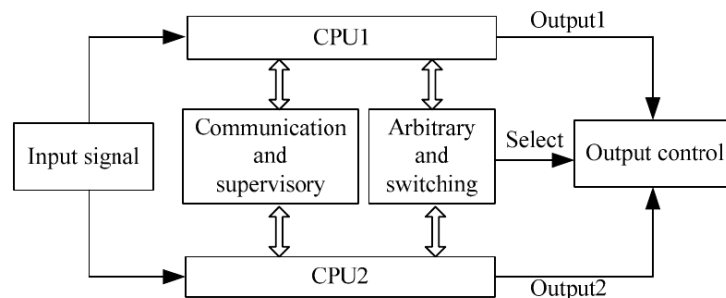 Output1
CPU1
Communication
and
supervisory
Arbitrary
and
switching
Select
Input signal
Output control
CPU2
Output2